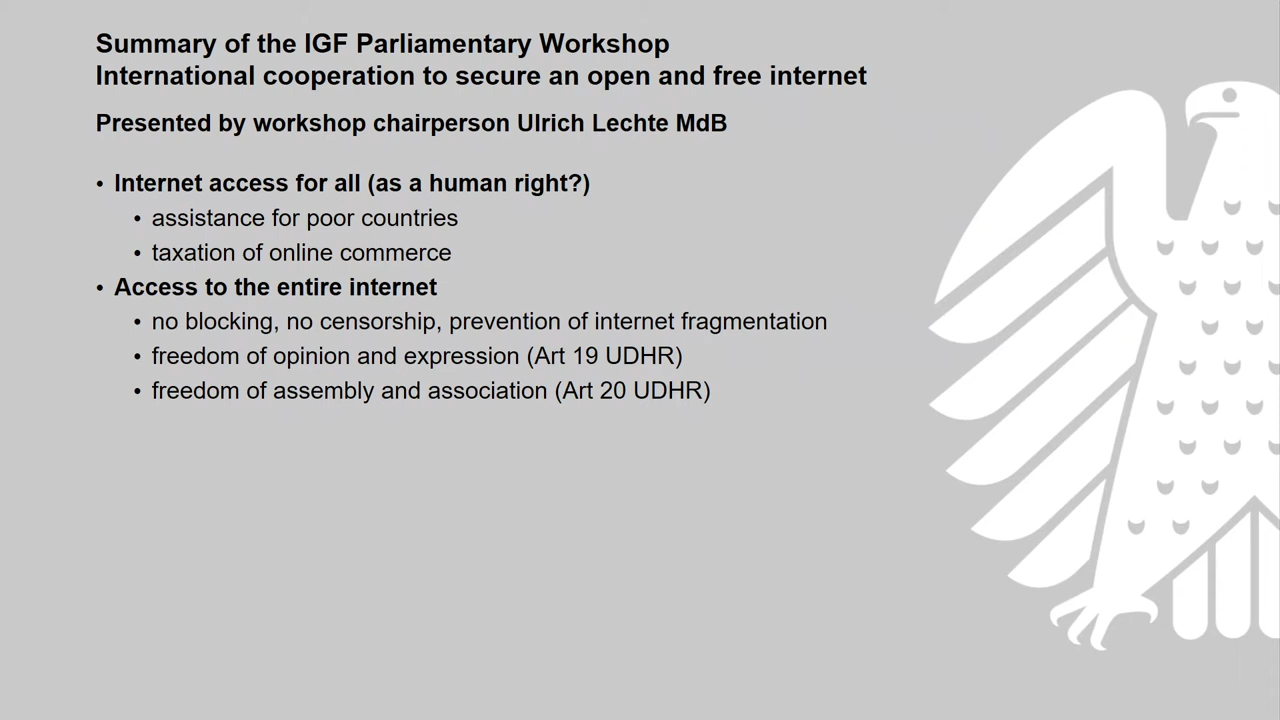 Summary of the IGF Parliamentary Workshop
International cooperation to secure an open and free internet
Presented by workshop chairperson Ulrich Lechte MdB
• Internet access for all (as a human right?)
• assistance for poor countries
• taxation of online commerce
• Access to the entire internet
• no blocking, no censorship, prevention of internet fragmentation
• freedom of opinion and expression (Art 19 UDHR)
• freedom of assembly and association (Art 20 UDHR)